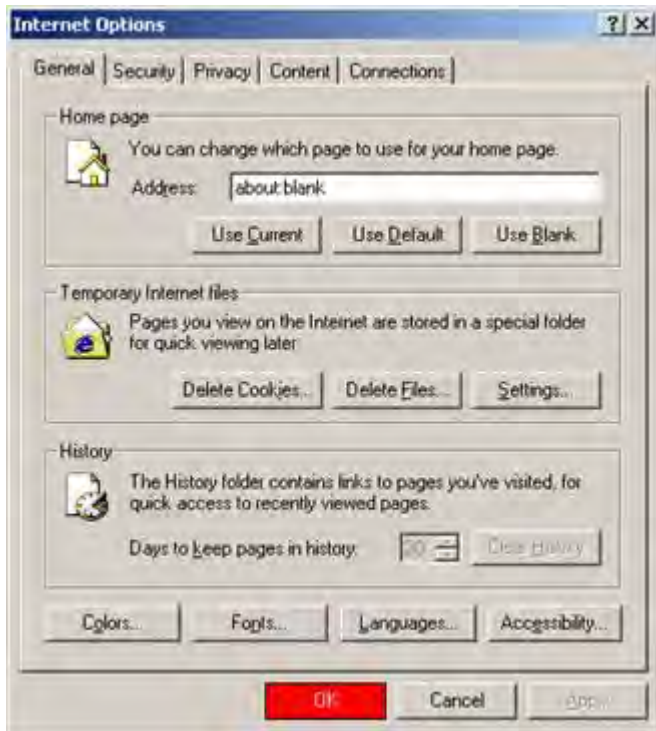 Internet Options
General Security Privacy Content Connections
Home page
You can change which page to use for your home page.
Address: about:blank
Use Current Use Default Use Blank
Temporary Internet files
Pages you view on the Internet are stored in a special folder
for quick viewing later.
Delete Cookies... Delete Files... Settings...
History
The History folder contains links to pages you've visited, for
quick access to recently viewed pages.
Days to keep pages in history: 20 Clear History
Colors... Fonts... Languages... Accessibility...
OK Cancel Apply